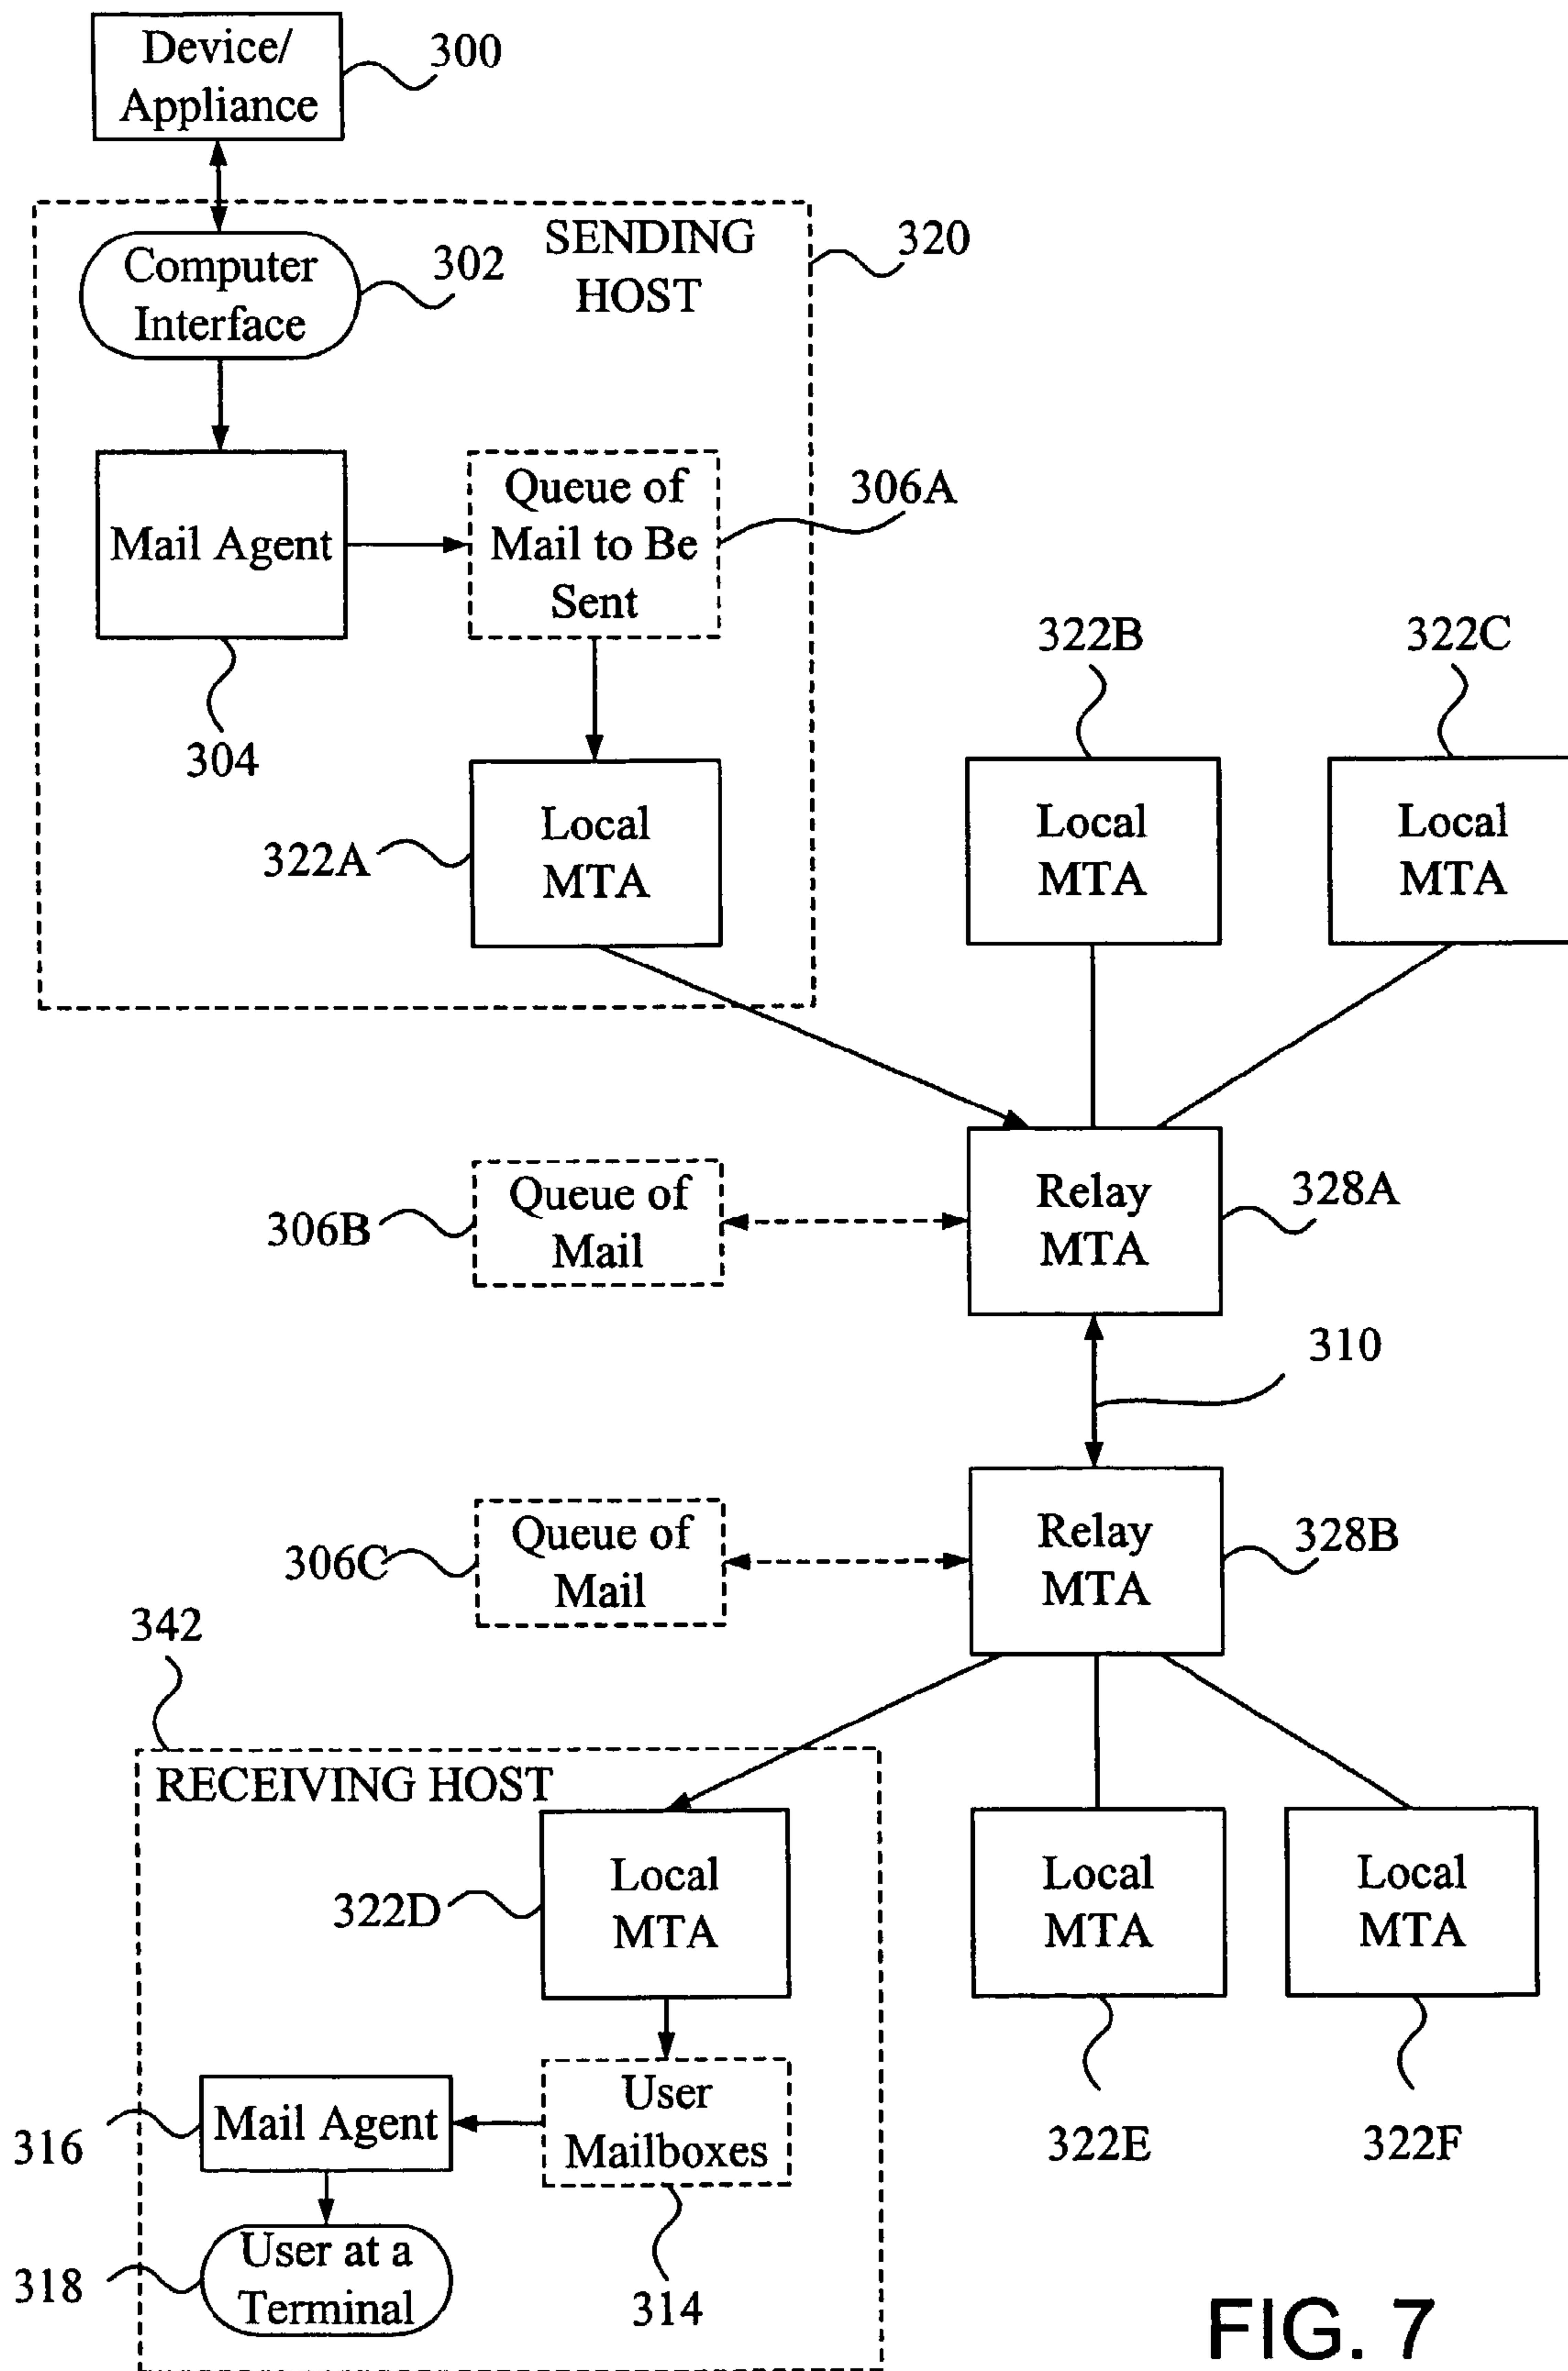 Device/
Appliance
300
SENDING
HOST
320
Computer
Interface
302
Mail Agent
304
Queue of
Mail to Be
Sent
306A
322A
Local
MTA
322B
Local
MTA
322C
Local
MTA
306B
Queue of
Mail
Relay
MTA
328A
310
306C
Queue of
Mail
Relay
MTA
328B
342
RECEIVING HOST
322D
Local
MTA
Local
MTA
322E
Local
MTA
322F
316
Mail Agent
User
Mailboxes
314
318
User at a
Terminal
FIG. 7